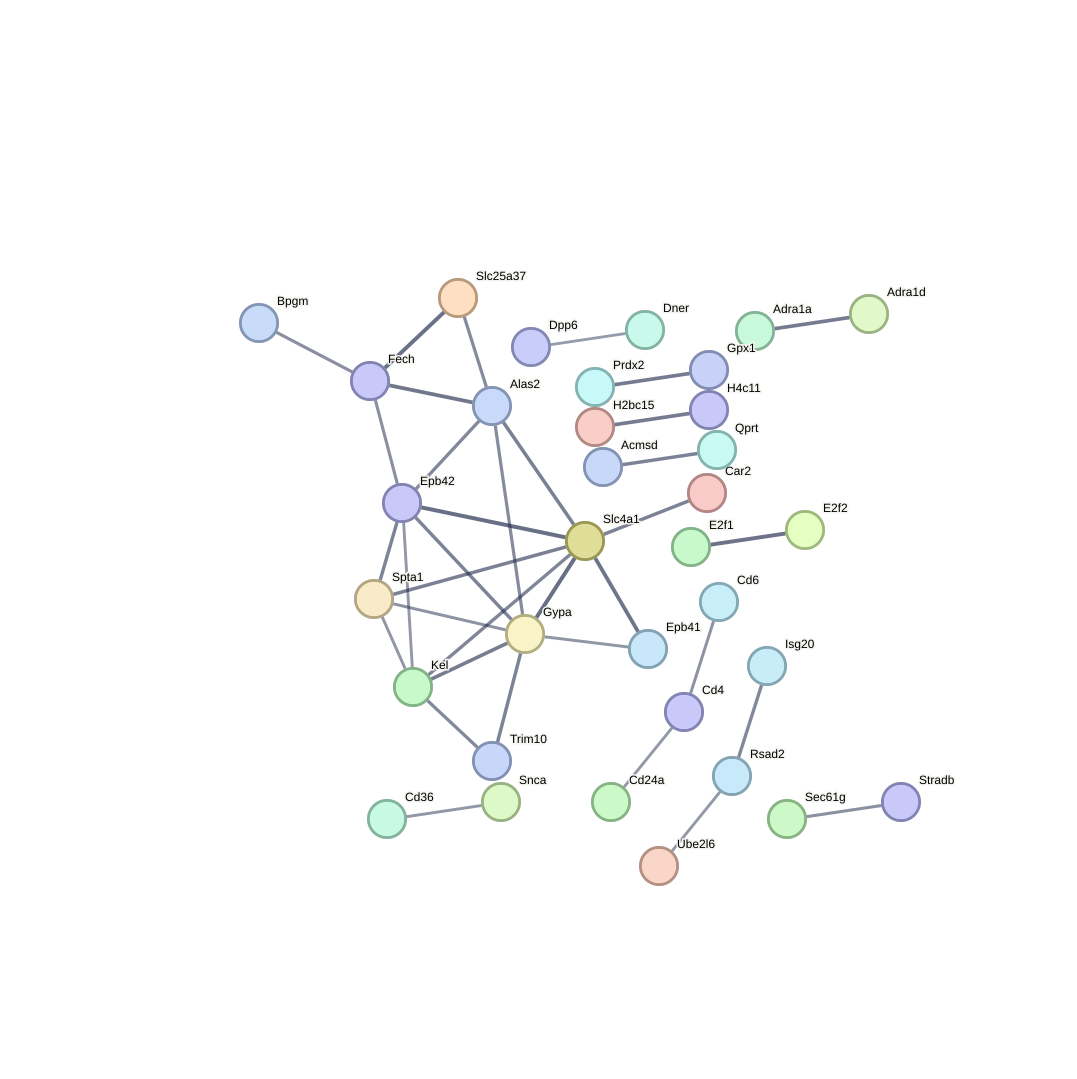 Slc25a37
Adra1d
Bpgm
Dner
Adra1a
Dpp6
Gpx1
Fech
Prdx2
Alas2
H4c11
H2bc15
Qprt
Acmsd
Car2
Epb42
E2f2
Slc4a1
E2f1
Spta1
Cd6
Gypa
Epb41
Isg20
Kel
Cd4
Trim10
Rsad2
Snca
Cd24a
Stradb
Cd36
Sec61g
Ube2l6